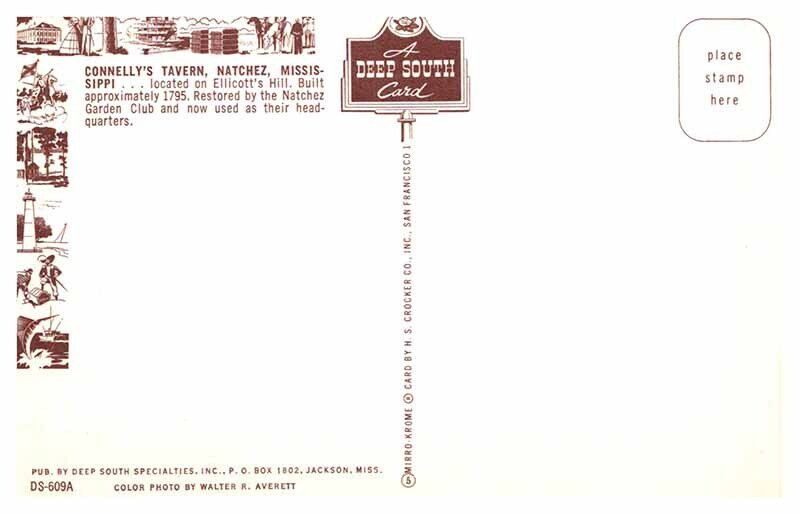 CONNELLY'S TAVERN, NATCHEZ, MISSIS-
SIPPI . . . located on Ellicott's Hill. Built
approximately 1795. Restored by the Natchez
Garden Club and now used as their head-
quarters.
A
DEEP SOUTH
Card
place
stamp
here
MIRRO-KROME ® CARD BY H. S. CROCKER CO., INC., SAN FRANCISCO 1
5
PUB. BY DEEP SOUTH SPECIALTIES, INC., P. O. BOX 1802, JACKSON, MISS.
DS-609A
COLOR PHOTO BY WALTER R. AVERETT